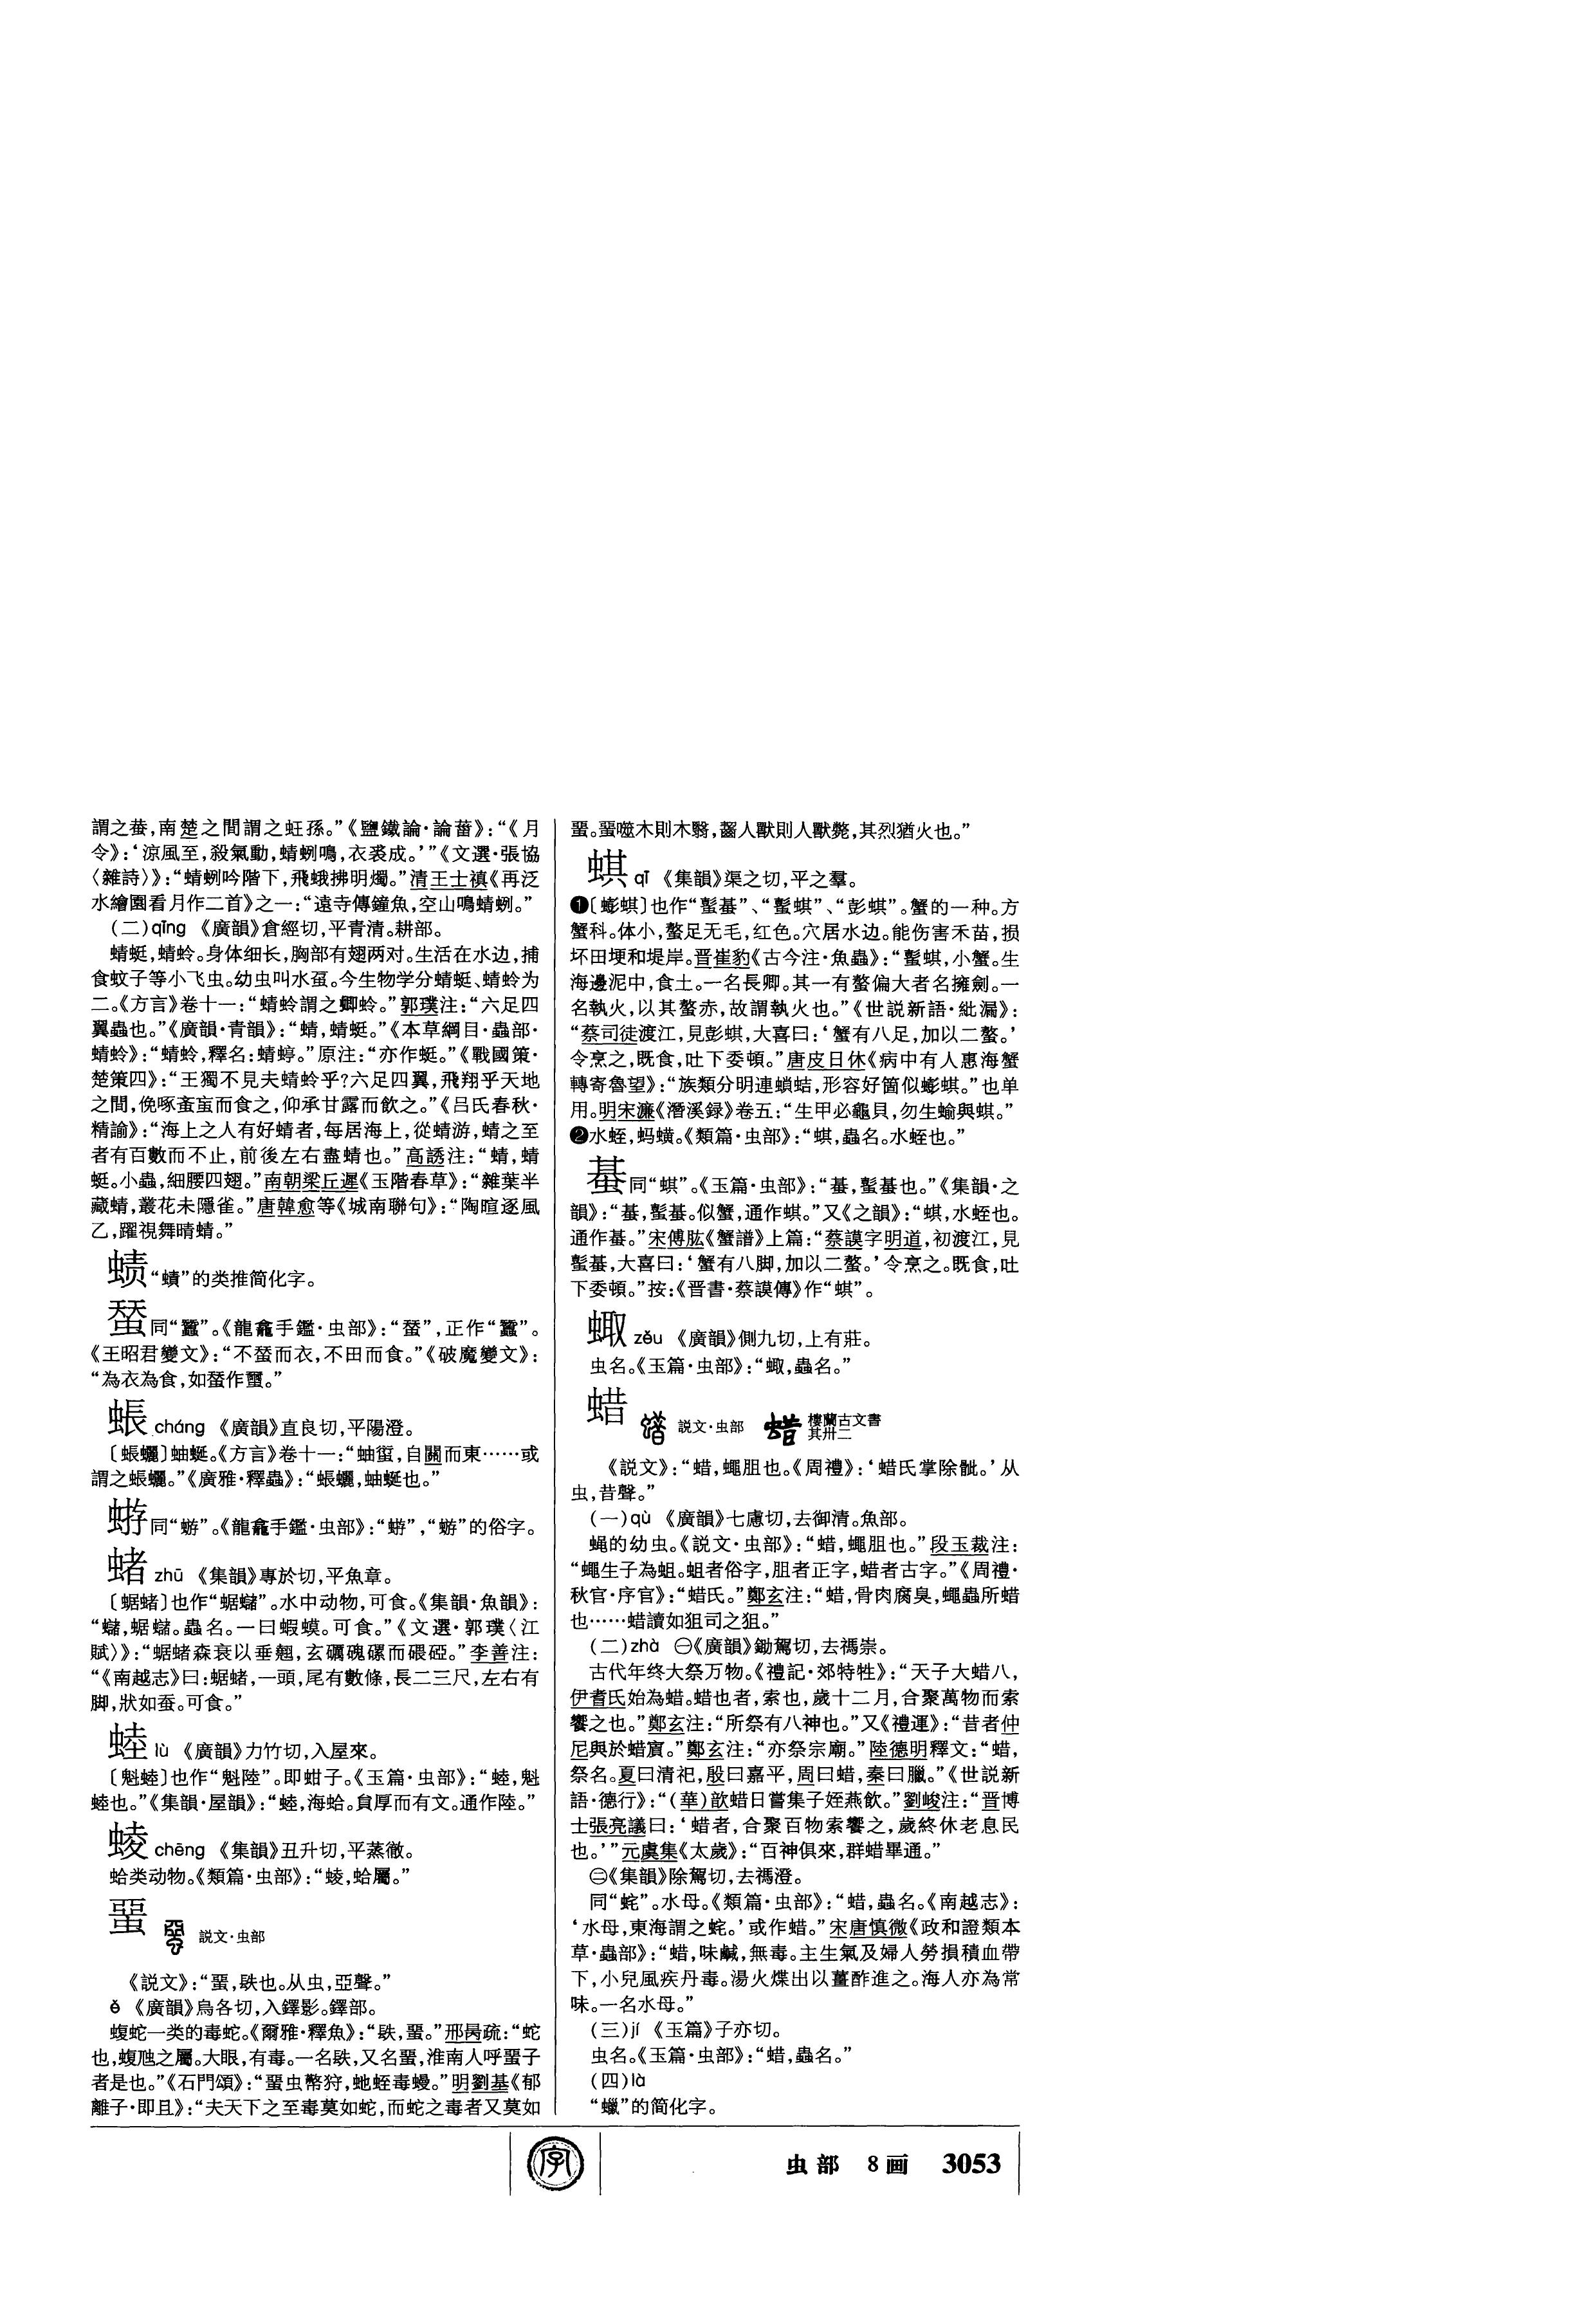 謂之蛬，南楚之間謂之蚟孫。”《鹽鐵論·論菑》：“《月
令》：‘涼風至，殺氣動，蜻蛚鳴，衣裘成。’”《文選·張協
〈雜詩〉》：“蜻蛚吟階下，飛蛾拂明燭。”清王士禛《再泛
水繪園看月作二首》之一：“遠寺傳鐘魚，空山鳴蜻蛚。”
（二）qīng 《廣韻》倉經切，平青清。耕部。
蜻蜓，蜻蛉。身体细长，胸部有翅两对。生活在水边，捕
食蚊子等小飞虫。幼虫叫水虿。今生物学分蜻蜓、蜻蛉为
二。《方言》卷十一：“蜻蛉謂之蝍蛉。”郭璞注：“六足四
翼蟲也。”《廣韻·青韻》：“蜻，蜻蜓。”《本草綱目·蟲部·
蜻蛉》：“蜻蛉，釋名：蜻虰。”原注：“亦作蜓。”《戰國策·
楚策四》：“王獨不見夫蜻蛉乎？六足四翼，飛翔乎天地
之間，俛啄蚉䖟而食之，仰承甘露而飲之。”《吕氏春秋·
精諭》：“海上之人有好蜻者，每居海上，從蜻游，蜻之至
者有百數而不止，前後左右盡蜻也。”高誘注：“蜻，蜻
蜓。小蟲，細腰四翅。”南朝梁丘遲《玉階春草》：“雜葉半
藏蜻，叢花未隱雀。”唐韓愈等《城南聯句》：“陶暄逐風
乙，躍視舞晴蜻。”
“蟦”的类推简化字。
蝅同“蠶”。《龍龕手鑑·虫部》：“蝅”，正作“蠶”。
《王昭君變文》：“不蝅而衣，不田而食。”《破魔變文》：
“為衣為食，如蝅作蠒。”
蜄 cháng 《廣韻》直良切，平陽澄。
〔䗅䗫〕蚰蜒。《方言》卷十一：“蚰𧍢，自關而東……或
謂之䗅䗫。”《廣雅·釋蟲》：“䗅䗫，蚰蜒也。”
同“蝣”。《龍龕手鑑·虫部》：“蝣”的俗字。
蝫 zhū 《集韻》專於切，平魚章。
〔蜛蝫〕也作“蜛蠩”。水中动物，可食。《集韻·魚韻》：
“蠩，蜛蠩。蟲名。一曰蝦蟆。可食。”《文選·郭璞〈江
賦〉》：“蜛蝫森衰以垂翹，玄蠣磈磥而碨䂺。”李善注：
“《南越志》曰：蜛蝫，一頭，尾有數條，長二三尺，左右有
脚，狀如蚕。可食。”
䗉 lù 《廣韻》力竹切，入屋來。
〔魁䗉〕也作“魁陸”。即蚶子。《玉篇·虫部》：“䗉，魁
䗉也。”《集韻·屋韻》：“䗉，海蛤。㒵厚而有文。通作陸。”
䗀 chēng 《集韻》丑升切，平蒸徹。
蛤类动物。《類篇·虫部》：“䗀，蛤屬。”
蝁 説文·虫部
《説文》：“蝁，镻也。从虫，亞聲。”
ě 《廣韻》烏各切，入鐸影。鐸部。
蝮蛇一类的毒蛇。《爾雅·釋魚》：“镻，蝁。”邢昺疏：“蛇
也，蝮虺之屬。大眼，有毒。一名镻，又名蝁，淮南人呼蝁子
者是也。”《石門頌》：“蝁虫幣狩，虵蛭毒蟃。”明劉基《郁
離子·即且》：“夫天下之至毒莫如蛇，而蛇之毒者又莫如
蝁。蝁噬木則木翳，齧人獸則人獸斃，其烈猶火也。”
蜞 qī 《集韻》渠之切，平之羣。
❶〔蟛蜞〕也作“蟚蜝”、“蟚蜞”、“彭蜞”。蟹的一种。方
蟹科。体小，螯足无毛，红色。穴居水边。能伤害禾苗，损
坏田埂和堤岸。晋崔豹《古今注·魚蟲》：“蟚蜞，小蟹。生
海邊泥中，食土。一名長卿。其一有螯偏大者名擁劍。一
名執火，以其螯赤，故謂執火也。”《世説新語·紕漏》：
“蔡司徒渡江，見彭蜞，大喜曰：‘蟹有八足，加以二螯。’
令烹之，既食，吐下委頓。”唐皮日休《病中有人惠海蟹
轉寄魯望》：“族類分明連蝄蛣，形容好箇似蟛蜞。”也单
用。明宋濂《潛溪録》卷五：“生甲必龜貝，勿生蝓與蜞。”
❷水蛭，蚂蟥。《類篇·虫部》：“蜞，蟲名。水蛭也。”
蜝同“蜞”。《玉篇·虫部》：“蜝，蟚蜝也。”《集韻·之
韻》：“蜝，蟚蜝。似蟹，通作蜞。”又《之韻》：“蜞，水蛭也。
通作蜝。”宋傅肱《蟹譜》上篇：“蔡謨字明道，初渡江，見
蟚蜝，大喜曰：‘蟹有八脚，加以二螯。’令烹之。既食，吐
下委頓。”按：《晋書·蔡謨傳》作“蜞”。
䖣 zǒu 《廣韻》側九切，上有莊。
虫名。《玉篇·虫部》：“䖣，蟲名。”
蜡 説文·虫部 樓蘭古文書
其卅二
《説文》：“蜡，蠅胆也。《周禮》：‘蜡氏掌除骴。’从
虫，昔聲。”
（一）qù 《廣韻》七慮切，去御清。魚部。
蝇的幼虫。《説文·虫部》：“蜡，蠅胆也。”段玉裁注：
“蠅生子為蛆。蛆者俗字，胆者正字，蜡者古字。”《周禮·
秋官·序官》：“蜡氏。”鄭玄注：“蜡，骨肉腐臭，蠅蟲所蜡
也……蜡讀如狙司之狙。”
（二）zhà ㊀《廣韻》鋤駕切，去禡崇。
古代年终大祭万物。《禮記·郊特牲》：“天子大蜡八，
伊耆氏始為蜡。蜡也者，索也，歲十二月，合聚萬物而索
饗之也。”鄭玄注：“所祭有八神也。”又《禮運》：“昔者仲
尼與於蜡賓。”鄭玄注：“亦祭宗廟。”陸德明釋文：“蜡，
祭名。夏曰清祀，殷曰嘉平，周曰蜡，秦曰臘。”《世説新
語·德行》：“（華）歆蜡日嘗集子姪燕飲。”劉峻注：“晋博
士張亮議曰：‘蜡者，合聚百物索饗之，歲終休老息民
也。’”元虞集《太歲》：“百神俱來，群蜡畢通。”
㊁《集韻》除駕切，去禡澄。
同“䖳”。水母。《類篇·虫部》：“蜡，蟲名。《南越志》：
‘水母，東海謂之䖳。’或作蜡。”宋唐慎微《政和證類本
草·蟲部》：“蜡，味鹹，無毒。主生氣及婦人勞損積血帶
下，小兒風疾丹毒。湯火煠出以薑酢進之。海人亦為常
味。一名水母。”
（三）jí 《玉篇》子亦切。
虫名。《玉篇·虫部》：“蜡，蟲名。”
（四）là
“蠟”的简化字。
字
虫部 8画 3053